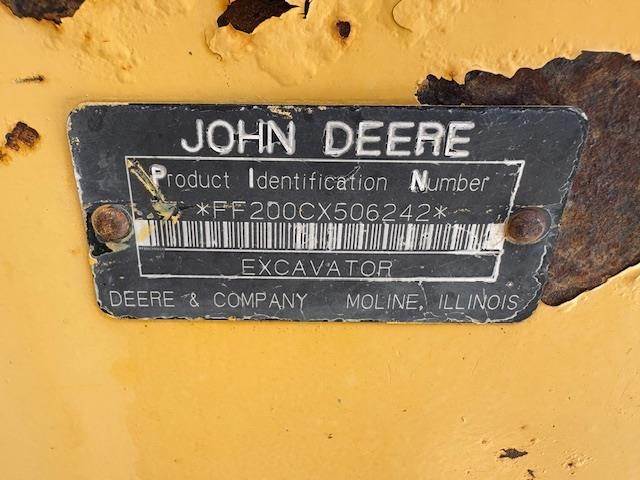 JOHN DEERE
Product Identification Number
*FF200CX506242*
EXCAVATOR
DEERE & COMPANY MOLINE, ILLINOIS